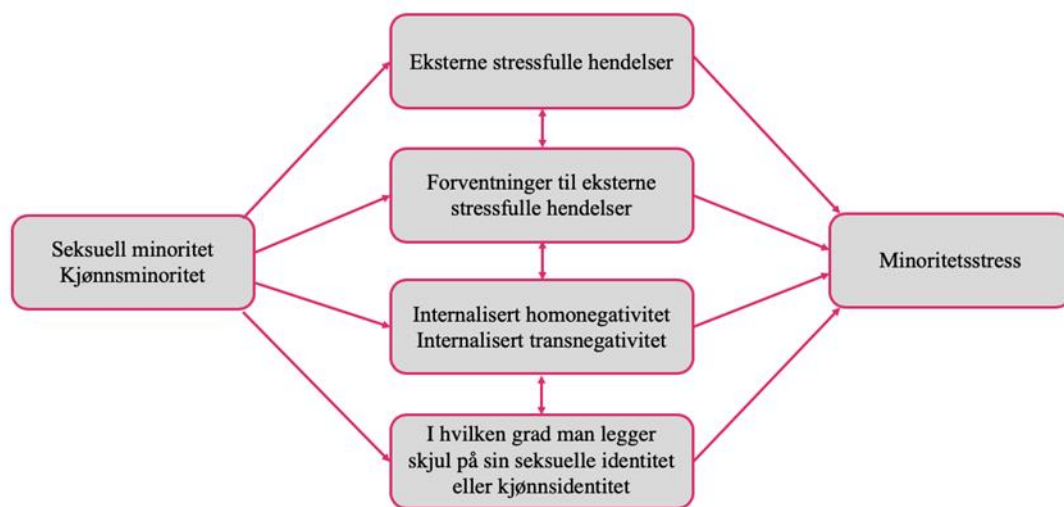 Eksterne stressfulle hendelser
Forventninger til eksterne
stressfulle hendelser
Seksuell minoritet
Kjønnsminoritet
Minoritetsstress
Internalisert homonegativitet
Internalisert transnegativitet
I hvilken grad man legger
skjul på sin seksuelle identitet
eller kjønnsidentitet